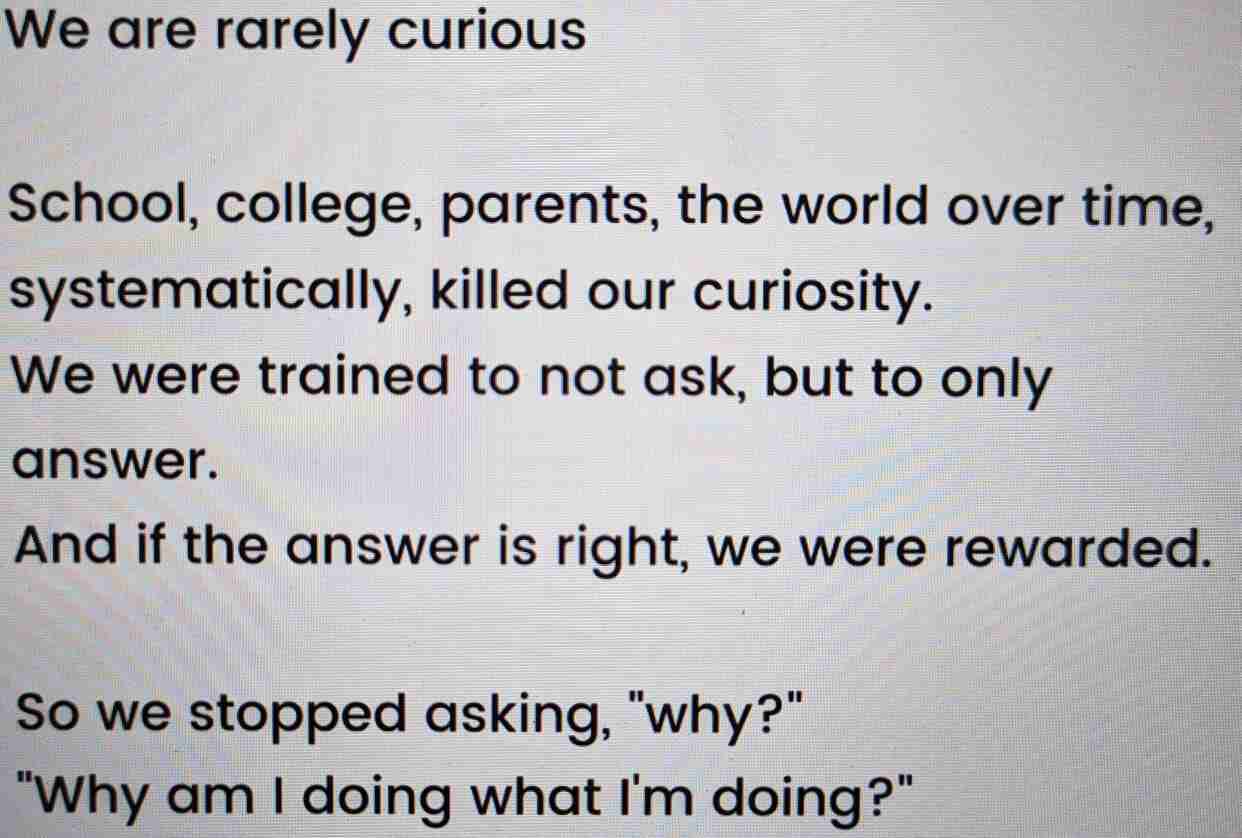 We are rarely curious
School, college, parents, the world over time,
systematically, killed our curiosity.
We were trained to not ask, but to only
answer.
And if the answer is right, we were rewarded.
So we stopped asking, "why?"
"Why am I doing what I'm doing?"